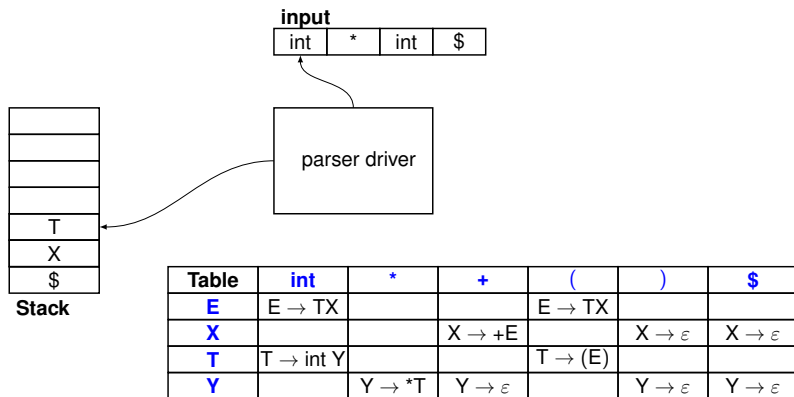 input
int * int $
parser driver
T
X
$
Stack
Table int * + ( ) $
E E → TX E → TX
X X → +E X → ε X → ε
T T → int Y T → (E)
Y Y → *T Y → ε Y → ε Y → ε